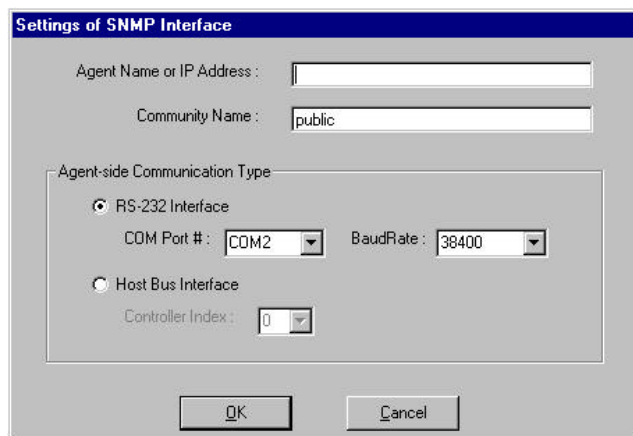 Settings of SNMP Interface
Agent Name or IP Address :
Community Name : public
Agent-side Communication Type
RS-232 Interface
COM Port # : COM2 BaudRate : 38400
Host Bus Interface
Controller Index : 0
OK Cancel